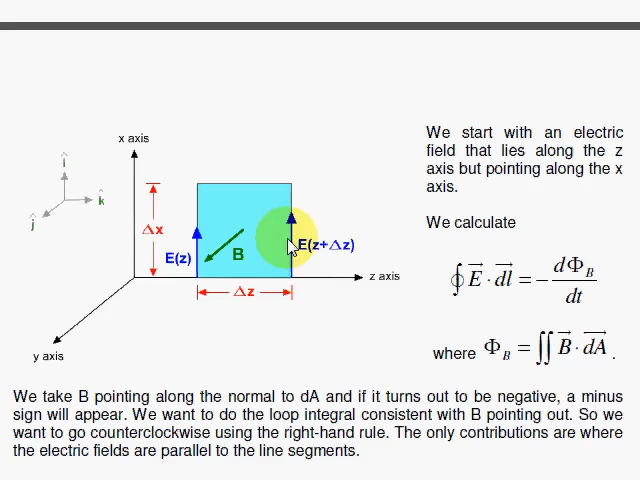 x axis
î
k̂
ĵ
Δx
E(z)
B
E(z+Δz)
z axis
Δz
y axis
We start with an electric
field that lies along the z
axis but pointing along the x
axis.
We calculate
∮ E⃗ · dl⃗ = − dΦ_B / dt
where Φ_B = ∬ B⃗ · dA⃗ .
We take B pointing along the normal to dA and if it turns out to be negative, a minus
sign will appear. We want to do the loop integral consistent with B pointing out. So we
want to go counterclockwise using the right-hand rule. The only contributions are where
the electric fields are parallel to the line segments.